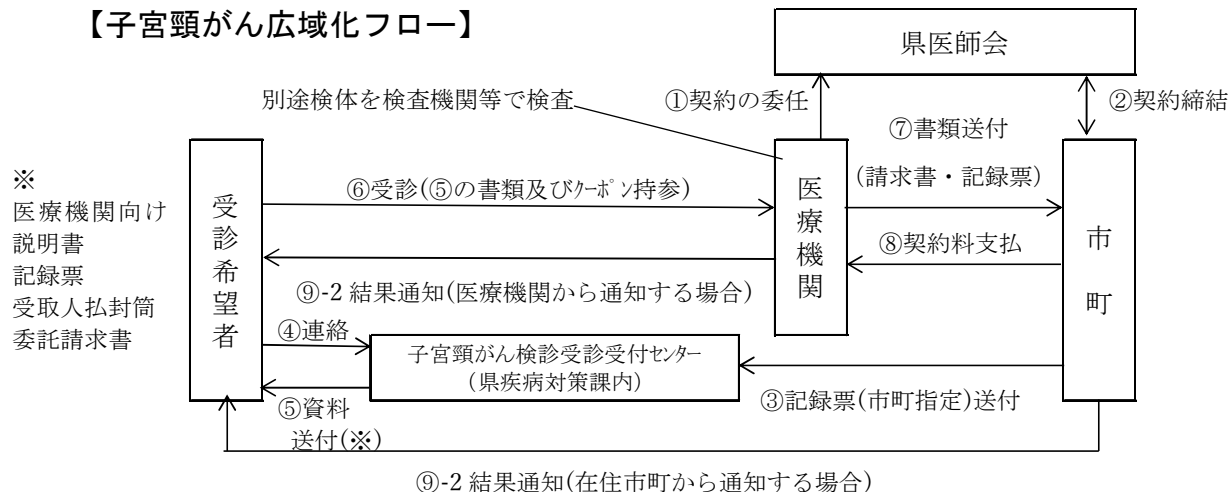 【子宮頸がん広域化フロー】
県医師会
別途検体を検査機関等で検査
①契約の委任
②契約締結
⑦書類送付
(請求書・記録票)
※
医療機関向け
説明書
記録票
受取人払封筒
委託請求書
受診希望者
⑥受診(⑤の書類及びｸｰﾎﾟﾝ持参)
医療機関
市町
⑧契約料支払
⑨-2 結果通知(医療機関から通知する場合)
④連絡
子宮頸がん検診受診受付ｾﾝﾀｰ
(県疾病対策課内)
③記録票(市町指定)送付
⑤資料
送付(※)
⑨-2 結果通知(在住市町から通知する場合)